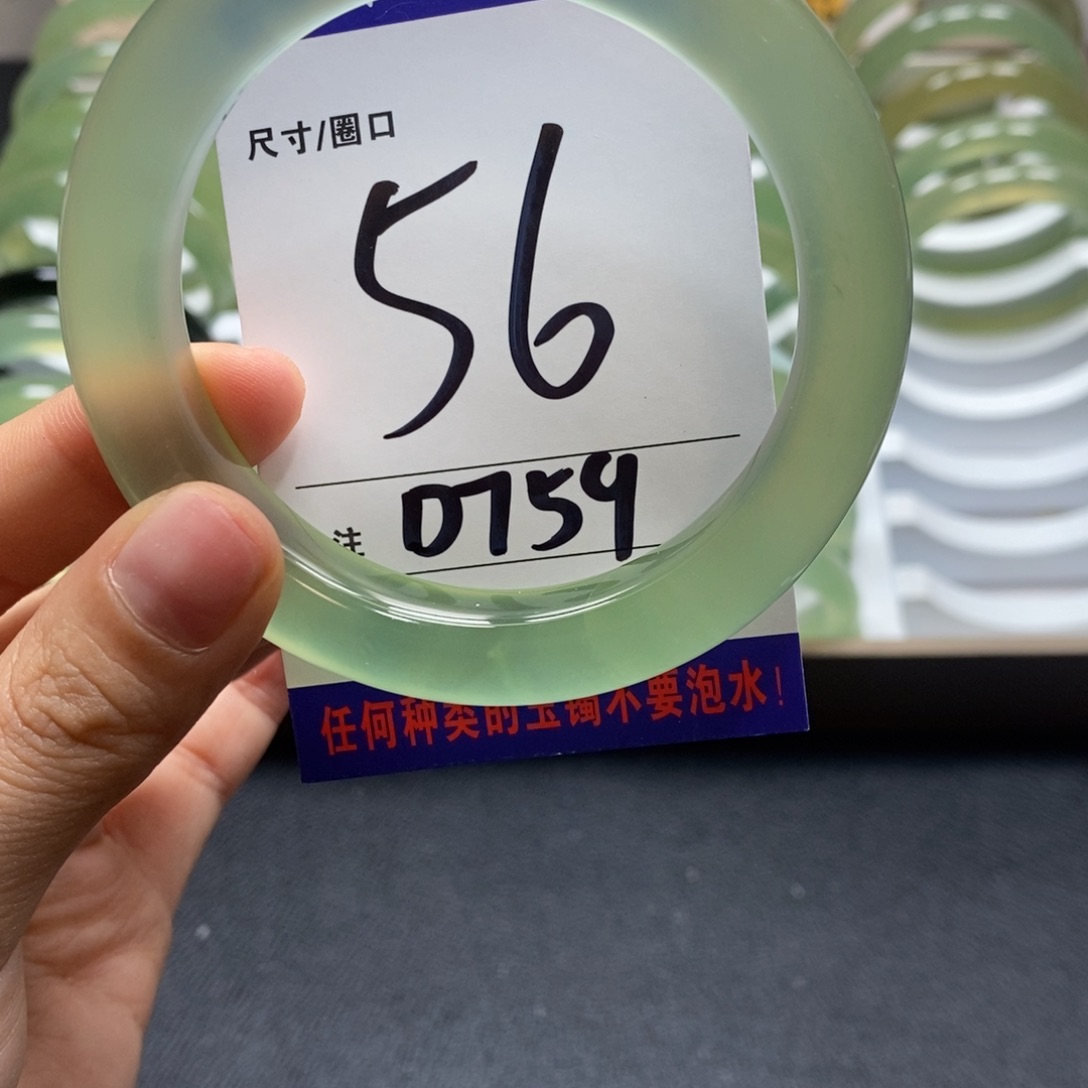 尺寸/圈口
56
注 0759
任何种类的玉镯不要泡水!